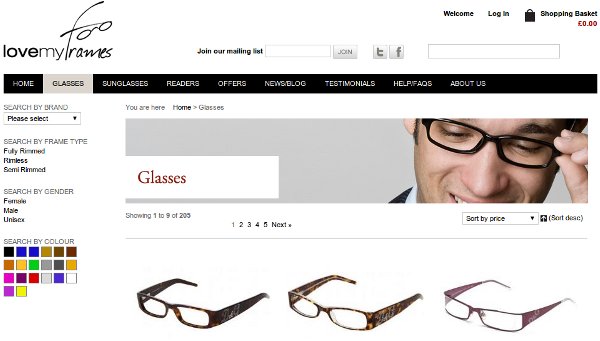 lovemyframes
Welcome Log In Shopping Basket
£0.00
Join our mailing list JOIN
HOME GLASSES SUNGLASSES READERS OFFERS NEWS/BLOG TESTIMONIALS HELP/FAQS ABOUT US
SEARCH BY BRAND
Please select
SEARCH BY FRAME TYPE
Fully Rimmed
Rimless
Semi Rimmed
SEARCH BY GENDER
Female
Male
Unisex
SEARCH BY COLOUR
You are here Home > Glasses
Glasses
Showing 1 to 9 of 205
1 2 3 4 5 Next »
Sort by price (Sort desc)